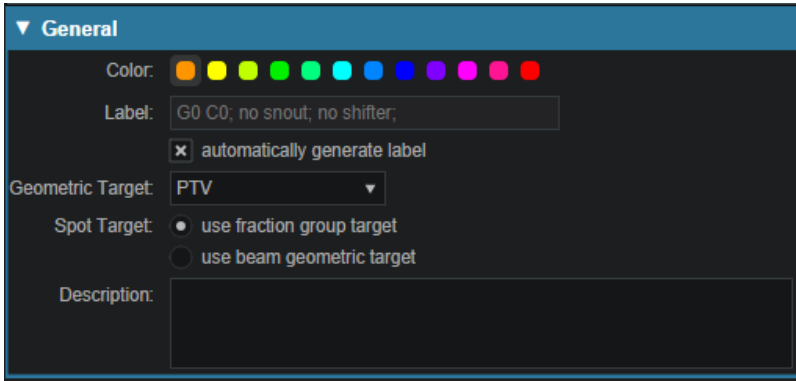 ▼ General
Color:
Label: G0 C0; no snout; no shifter;
automatically generate label
Geometric Target: PTV
Spot Target: use fraction group target
use beam geometric target
Description: